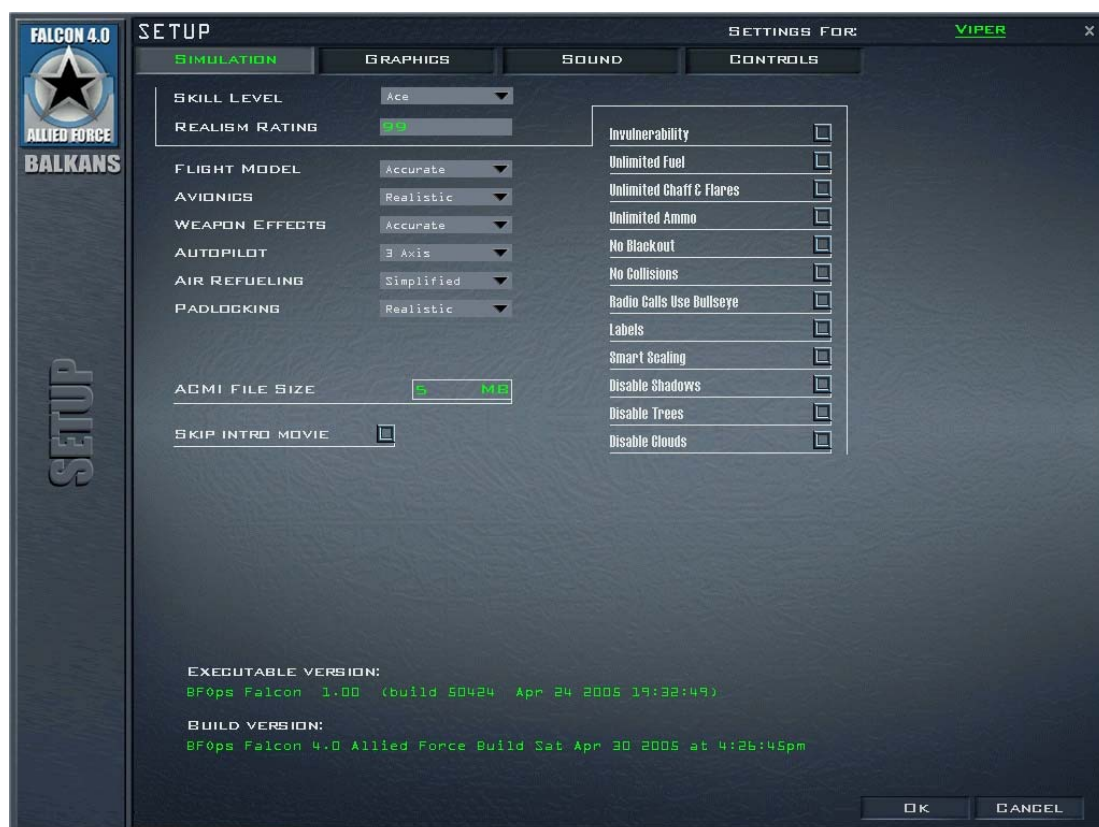 FALCON 4.0
ALLIED FORCE
BALKANS
SETUP
SETUP
SETTINGS FOR:
VIPER
X
SIMULATION
GRAPHICS
SOUND
CONTROLS
SKILL LEVEL
Ace
REALISM RATING
99
FLIGHT MODEL
Accurate
AVIONICS
Realistic
WEAPON EFFECTS
Accurate
AUTOPILOT
3 Axis
AIR REFUELING
Simplified
PADLOCKING
Realistic
ACMI FILE SIZE
5 MB
SKIP INTRO MOVIE
Invulnerability
Unlimited Fuel
Unlimited Chaff & Flares
Unlimited Ammo
No Blackout
No Collisions
Radio Calls Use Bullseye
Labels
Smart Scaling
Disable Shadows
Disable Trees
Disable Clouds
EXECUTABLE VERSION:
BFOps Falcon 1.00 (build 50424 Apr 24 2005 19:32:49)
BUILD VERSION:
BFOps Falcon 4.0 Allied Force Build Sat Apr 30 2005 at 4:26:45pm
OK
CANCEL